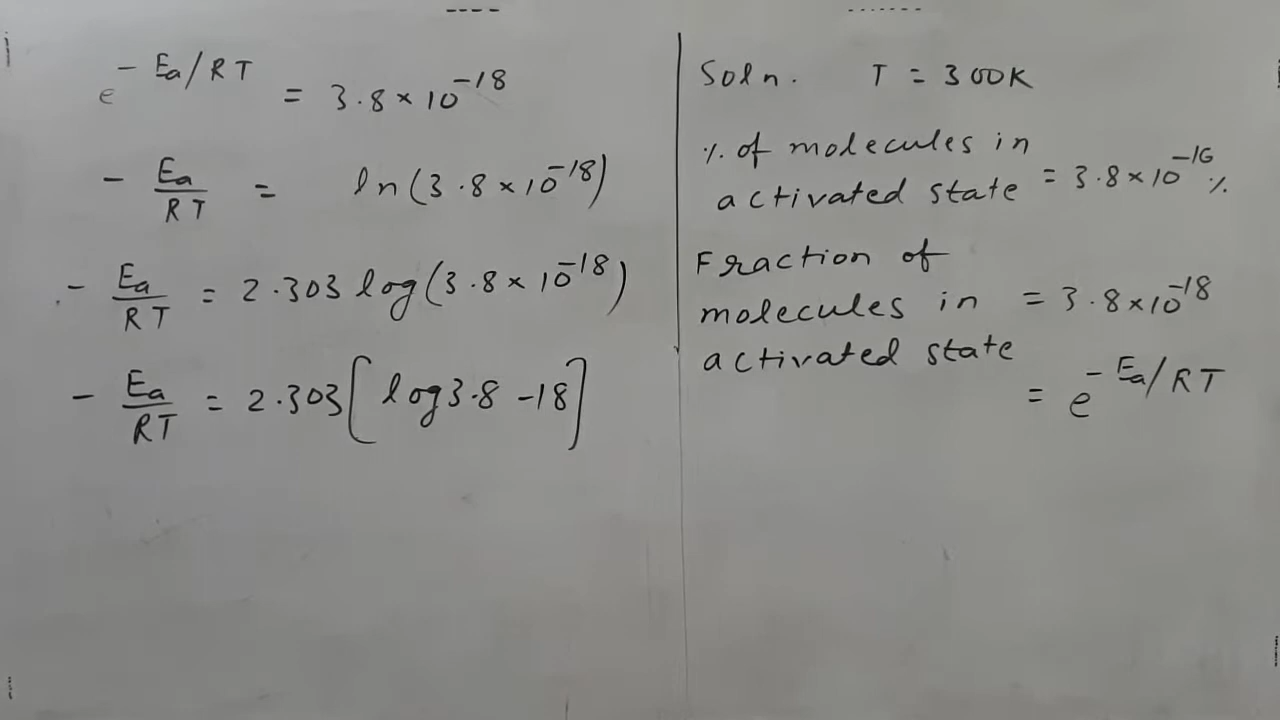 e^{-Ea/RT} = 3.8 × 10^{-18}
- Ea/RT = ln(3.8 × 10^{-18})
- Ea/RT = 2.303 log(3.8 × 10^{-18})
- Ea/RT = 2.303[log3.8 -18]
Soln. T = 300K
% of molecules in
activated state = 3.8 × 10^{-16} %
Fraction of
molecules in = 3.8 × 10^{-18}
activated state
= e^{-Ea/RT}